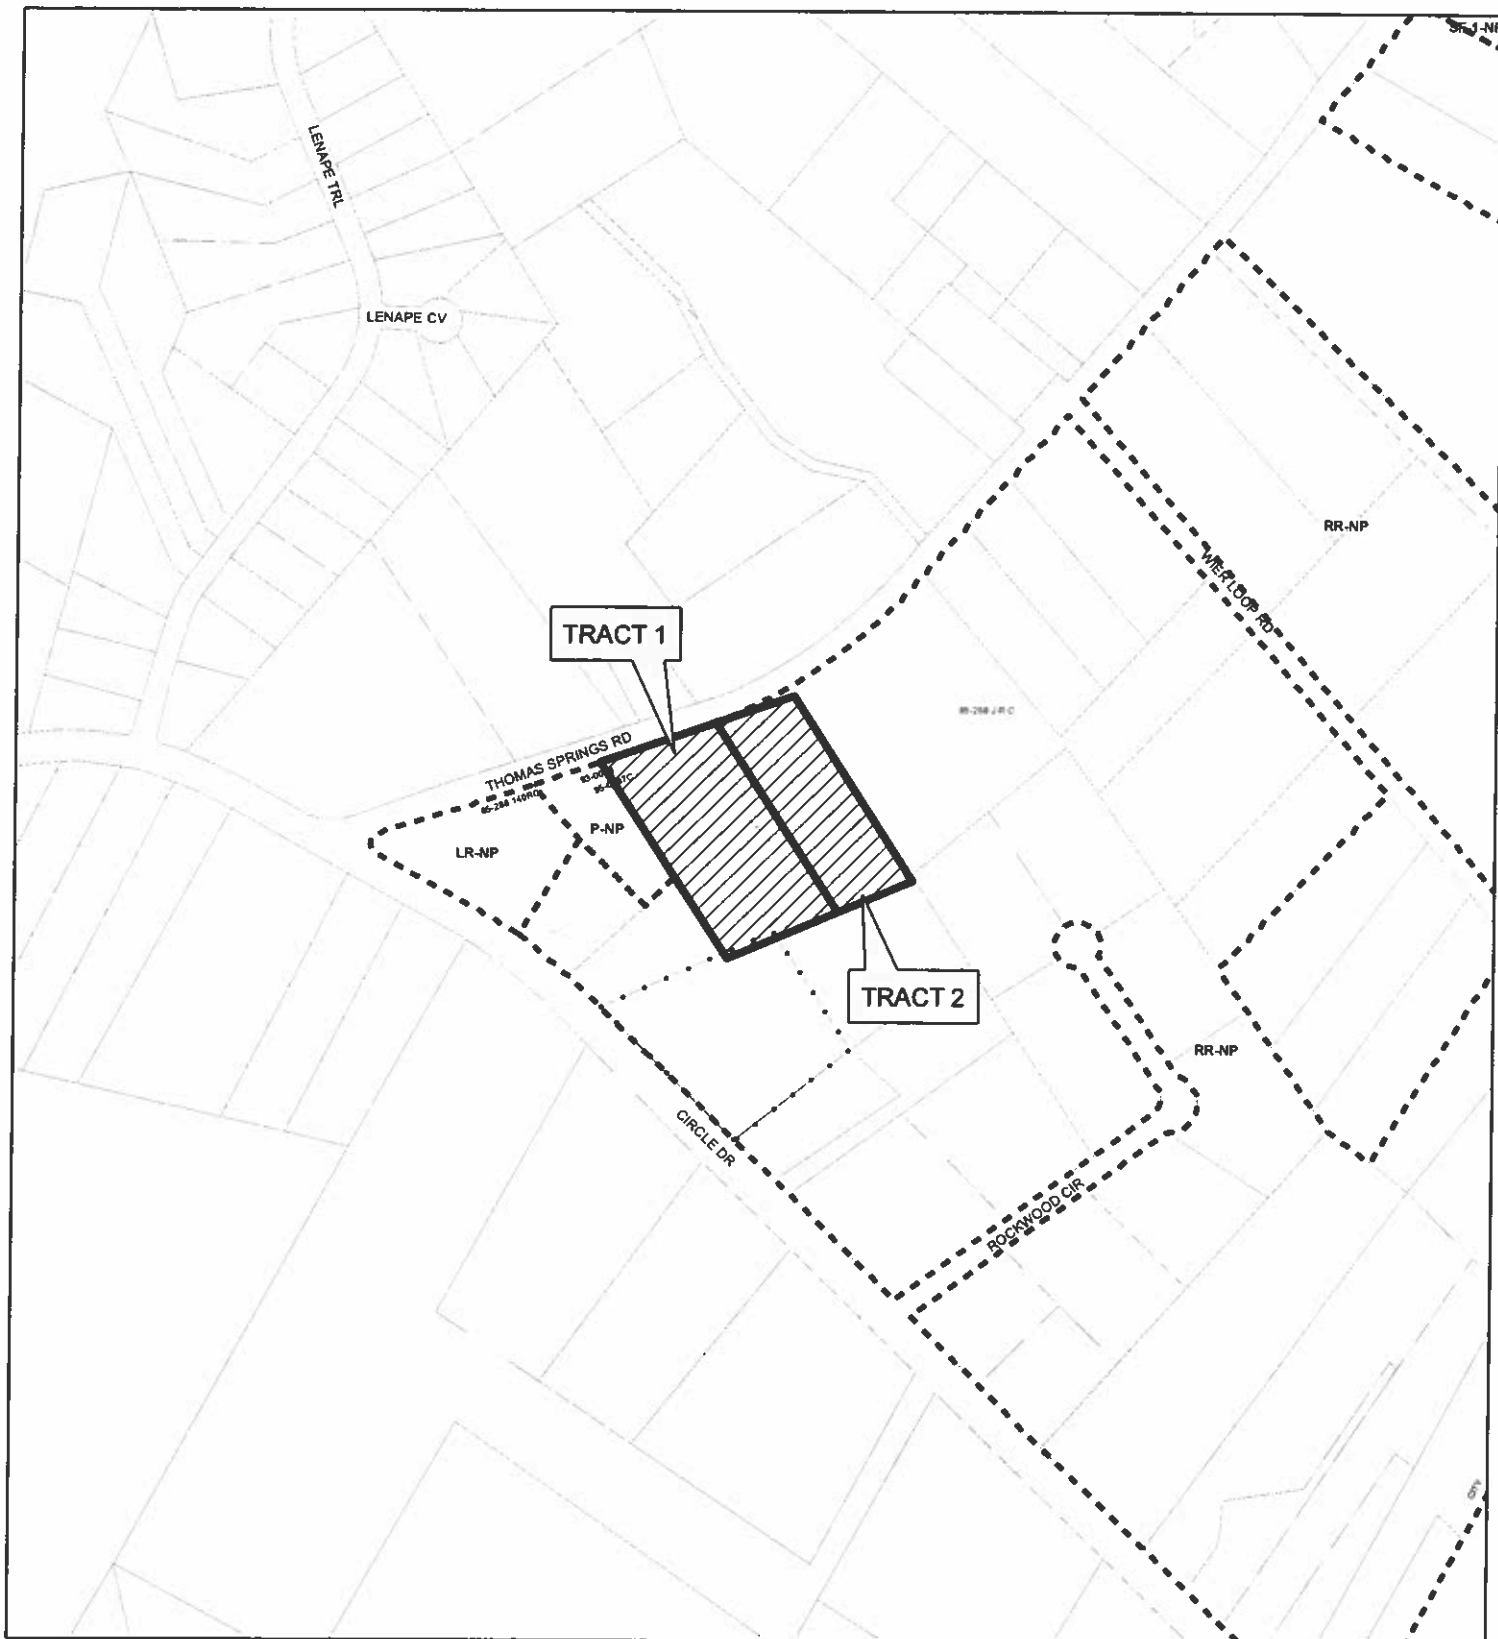 SF-1-NP
LENAPE TRL
LENAPE CV
RR-NP
WIER LOOP RD
TRACT 1
THOMAS SPRINGS RD
P-NP
LR-NP
TRACT 2
RR-NP
CIRCLE DR
ROCKWOOD CIR
CITY